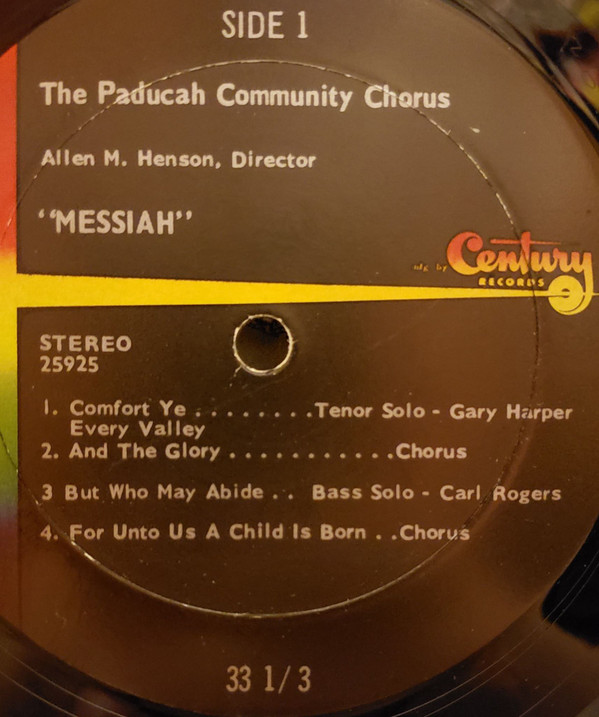 SIDE 1
The Paducah Community Chorus
Allen M. Henson, Director
"MESSIAH"
mfg. by Century
RECORDS
STEREO
25925
1. Comfort Ye . . . . . . . . Tenor Solo - Gary Harper
Every Valley
2. And The Glory . . . . . . . . . . . . Chorus
3 But Who May Abide . . . Bass Solo - Carl Rogers
4. For Unto Us A Child Is Born . . Chorus
33 1/3